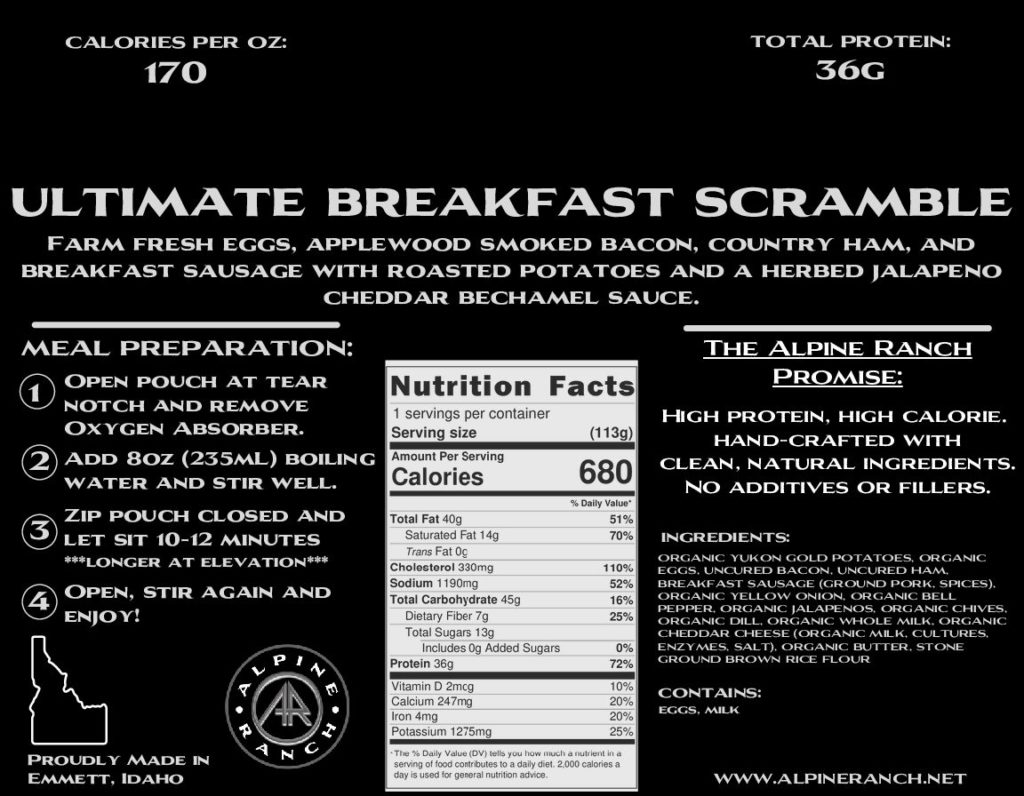 CALORIES PER OZ:
170
TOTAL PROTEIN:
36G
ULTIMATE BREAKFAST SCRAMBLE
FARM FRESH EGGS, APPLEWOOD SMOKED BACON, COUNTRY HAM, AND
BREAKFAST SAUSAGE WITH ROASTED POTATOES AND A HERBED JALAPENO
CHEDDAR BECHAMEL SAUCE.
MEAL PREPARATION:
1 OPEN POUCH AT TEAR
NOTCH AND REMOVE
OXYGEN ABSORBER.
2 ADD 8OZ (235ML) BOILING
WATER AND STIR WELL.
3 ZIP POUCH CLOSED AND
LET SIT 10-12 MINUTES
***LONGER AT ELEVATION***
4 OPEN, STIR AGAIN AND
ENJOY!
PROUDLY MADE IN
EMMETT, IDAHO
ALPINE
AR
RANCH
Nutrition Facts
1 servings per container
Serving size (113g)
Amount Per Serving
Calories 680
% Daily Value*
Total Fat 40g 51%
Saturated Fat 14g 70%
Trans Fat 0g
Cholesterol 330mg 110%
Sodium 1190mg 52%
Total Carbohydrate 45g 16%
Dietary Fiber 7g 25%
Total Sugars 13g
Includes 0g Added Sugars 0%
Protein 36g 72%
Vitamin D 2mcg 10%
Calcium 247mg 20%
Iron 4mg 20%
Potassium 1275mg 25%
*The % Daily Value (DV) tells you how much a nutrient in a
serving of food contributes to a daily diet. 2,000 calories a
day is used for general nutrition advice.
THE ALPINE RANCH
PROMISE:
HIGH PROTEIN, HIGH CALORIE.
HAND-CRAFTED WITH
CLEAN, NATURAL INGREDIENTS.
NO ADDITIVES OR FILLERS.
INGREDIENTS:
ORGANIC YUKON GOLD POTATOES, ORGANIC
EGGS, UNCURED BACON, UNCURED HAM,
BREAKFAST SAUSAGE (GROUND PORK, SPICES),
ORGANIC YELLOW ONION, ORGANIC BELL
PEPPER, ORGANIC JALAPENOS, ORGANIC CHIVES,
ORGANIC DILL, ORGANIC WHOLE MILK, ORGANIC
CHEDDAR CHEESE (ORGANIC MILK, CULTURES,
ENZYMES, SALT), ORGANIC BUTTER, STONE
GROUND BROWN RICE FLOUR
CONTAINS:
EGGS, MILK
WWW.ALPINERANCH.NET